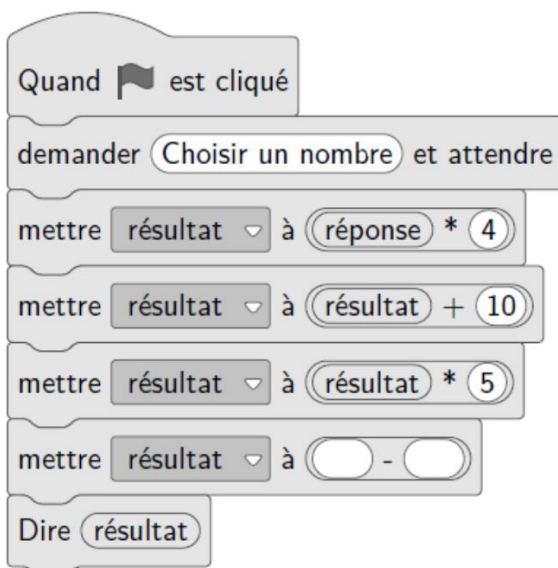 Quand est cliqué
demander Choisir un nombre et attendre
mettre résultat à réponse * 4
mettre résultat à résultat + 10
mettre résultat à résultat * 5
mettre résultat à -
Dire résultat